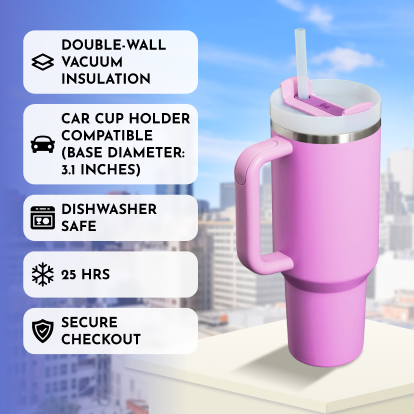 DOUBLE-WALL
VACUUM
INSULATION
CAR CUP HOLDER
COMPATIBLE
(BASE DIAMETER:
3.1 INCHES)
DISHWASHER
SAFE
25 HRS
SECURE
CHECKOUT